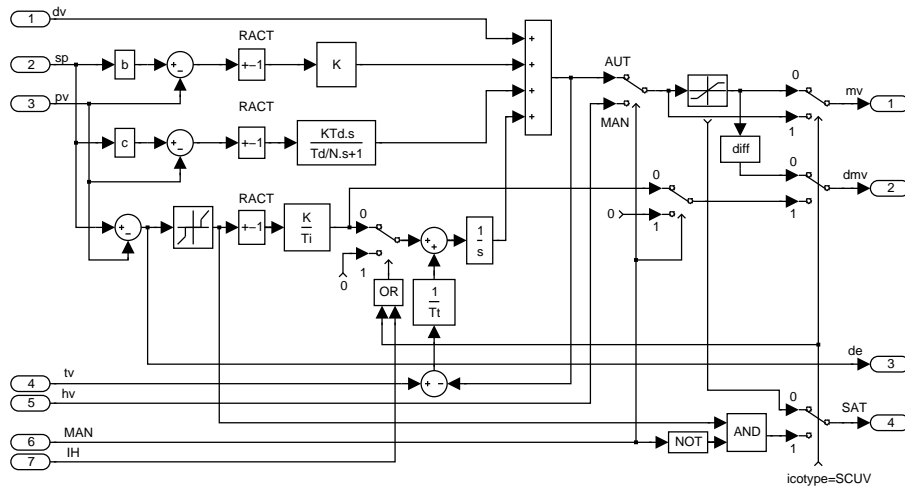 1 dv
2 sp
3 pv
b
c
RACT
+−1
K
RACT
+−1
KTd.s
Td/N.s+1
RACT
+−1
K
Ti
+
−
+
−
+
−
+
+
+
+
0
1
0
OR
+
+
1
s
1
Tt
+ −
AUT
MAN
0
1
mv
1
diff
0
1
dmv
2
0
0
1
de
3
4 tv
5 hv
6 MAN
7 IH
NOT
AND
0
1
SAT
4
icotype=SCUV